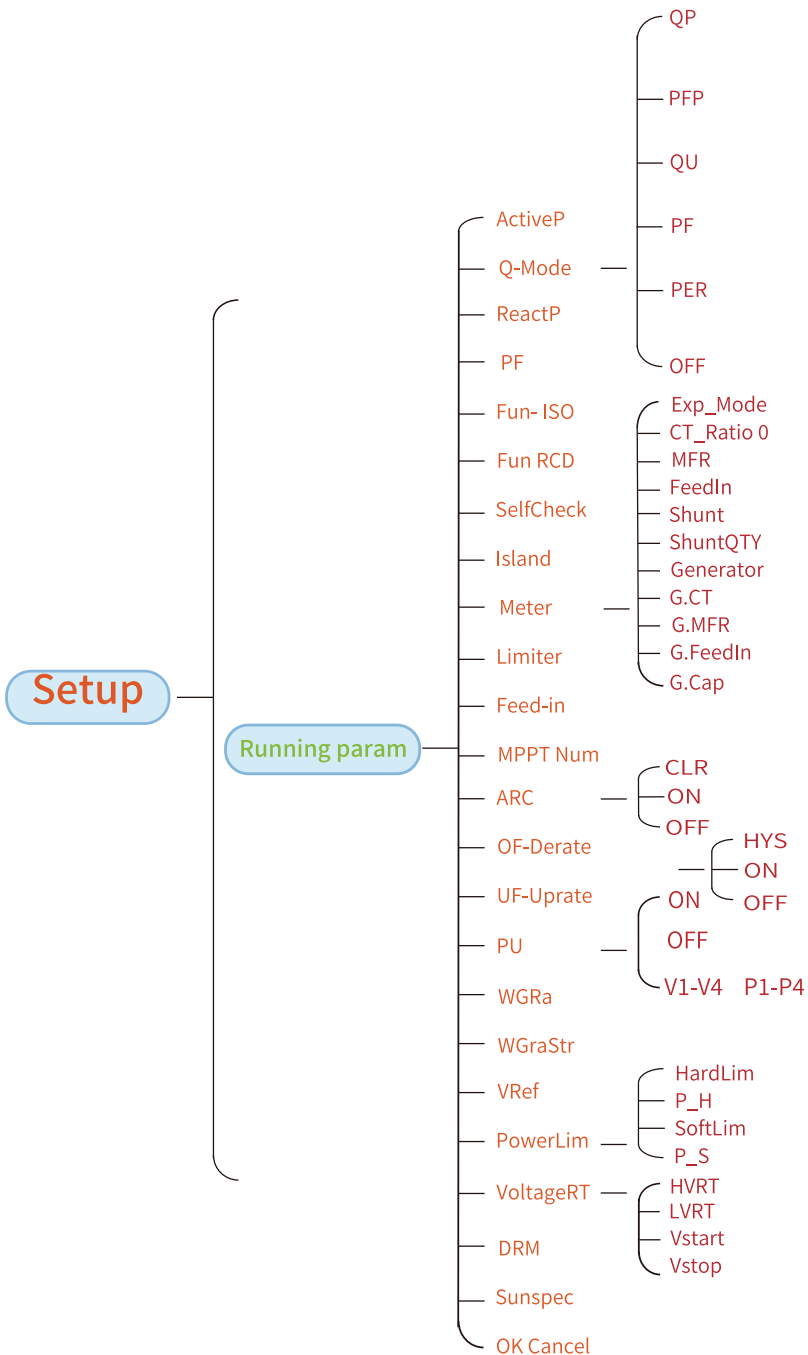 Setup
Running param
ActiveP
Q-Mode
QP
PFP
QU
PF
PER
OFF
ReactP
PF
Fun- ISO
Fun RCD
SelfCheck
Island
Meter
Exp_Mode
CT_Ratio 0
MFR
FeedIn
Shunt
ShuntQTY
Generator
G.CT
G.MFR
G.FeedIn
G.Cap
Limiter
Feed-in
MPPT Num
ARC
CLR
ON
OFF
OF-Derate
HYS
ON
OFF
UF-Uprate
PU
ON
OFF
V1-V4 P1-P4
WGRa
WGraStr
VRef
PowerLim
HardLim
P_H
SoftLim
P_S
VoltageRT
HVRT
LVRT
Vstart
Vstop
DRM
Sunspec
OK Cancel